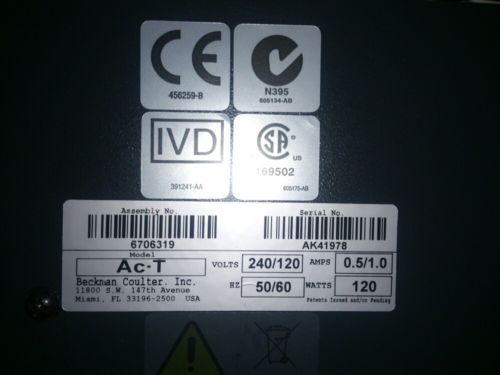 CE
456259-B
N395
605134-AB
IVD
391241-AA
SA
US
169502
605175-AB
Assembly No.
6706319
Serial No.
AK41978
Model
Ac·T
VOLTS 240/120 AMPS 0.5/1.0
HZ 50/60 WATTS 120
Beckman Coulter, Inc.
11800 S.W. 147th Avenue
Miami, FL 33196-2500 USA
Patents Issued and/or Pending